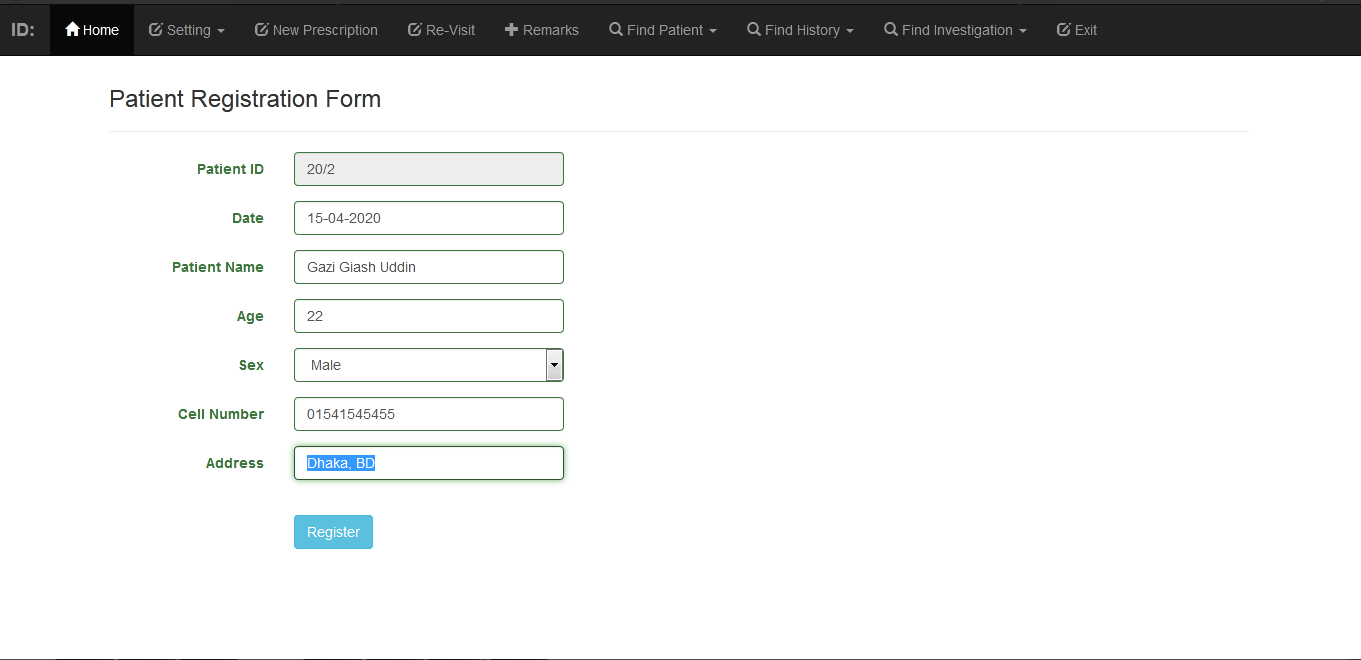 ID: Home Setting New Prescription Re-Visit Remarks Find Patient Find History Find Investigation Exit
Patient Registration Form
Patient ID 20/2
Date 15-04-2020
Patient Name Gazi Giash Uddin
Age 22
Sex Male
Cell Number 01541545455
Address Dhaka, BD
Register